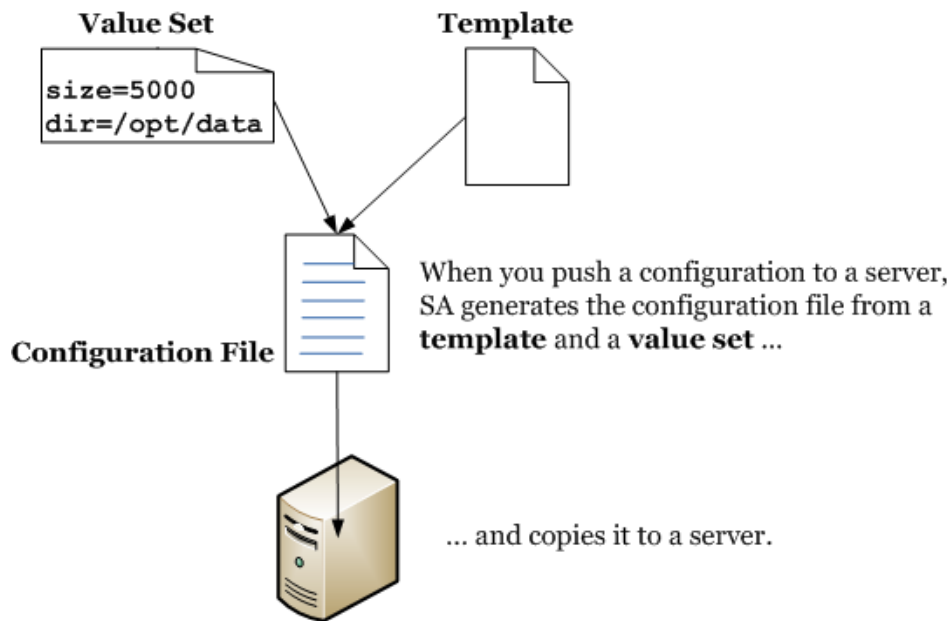 Value Set
Template
size=5000
dir=/opt/data
When you push a configuration to a server,
SA generates the configuration file from a
template and a value set ...
Configuration File
... and copies it to a server.